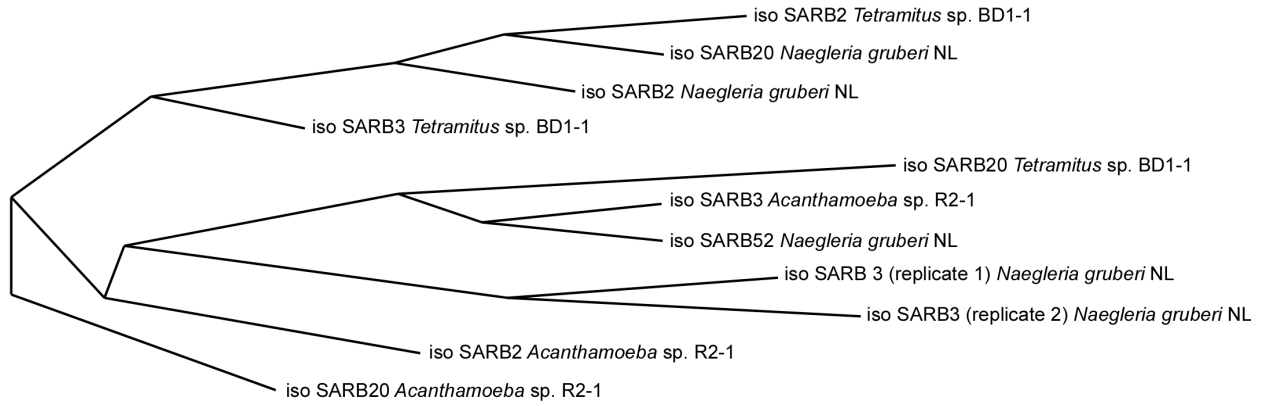 iso SARB2 Tetramitus sp. BD1-1
iso SARB20 Naegleria gruberi NL
iso SARB2 Naegleria gruberi NL
iso SARB3 Tetramitus sp. BD1-1
iso SARB20 Tetramitus sp. BD1-1
iso SARB3 Acanthamoeba sp. R2-1
iso SARB52 Naegleria gruberi NL
iso SARB 3 (replicate 1) Naegleria gruberi NL
iso SARB3 (replicate 2) Naegleria gruberi NL
iso SARB2 Acanthamoeba sp. R2-1
iso SARB20 Acanthamoeba sp. R2-1